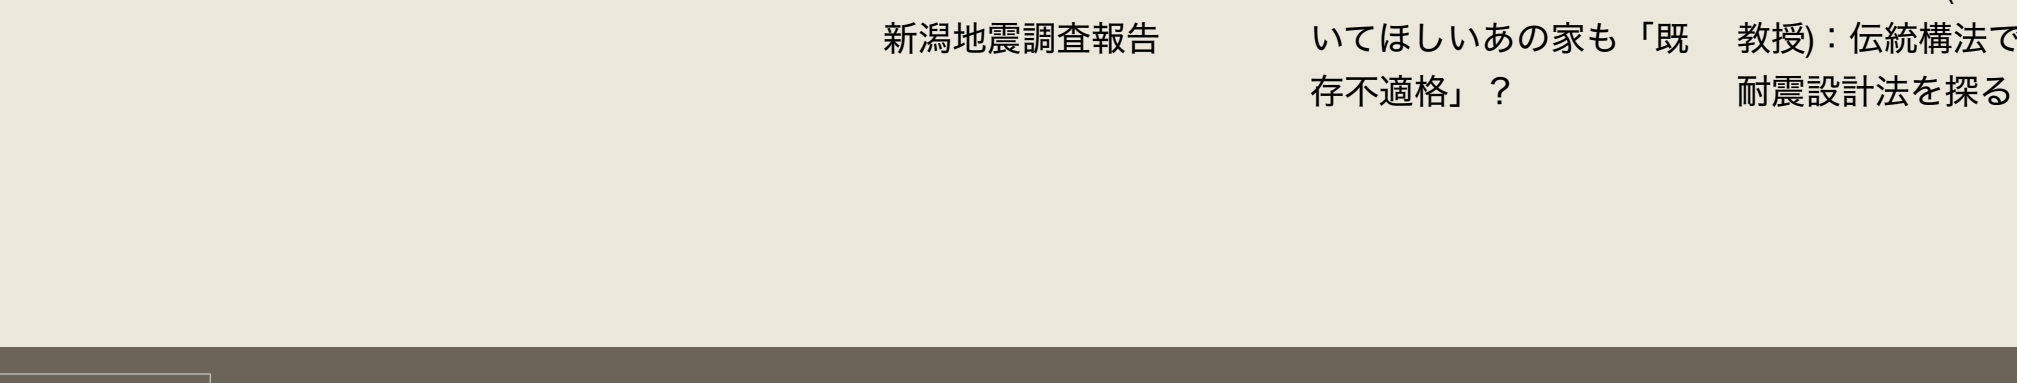 新潟地震調査報告
いてほしいあの家も「既
存不適格」？
教授)：伝統構法で
耐震設計法を探る